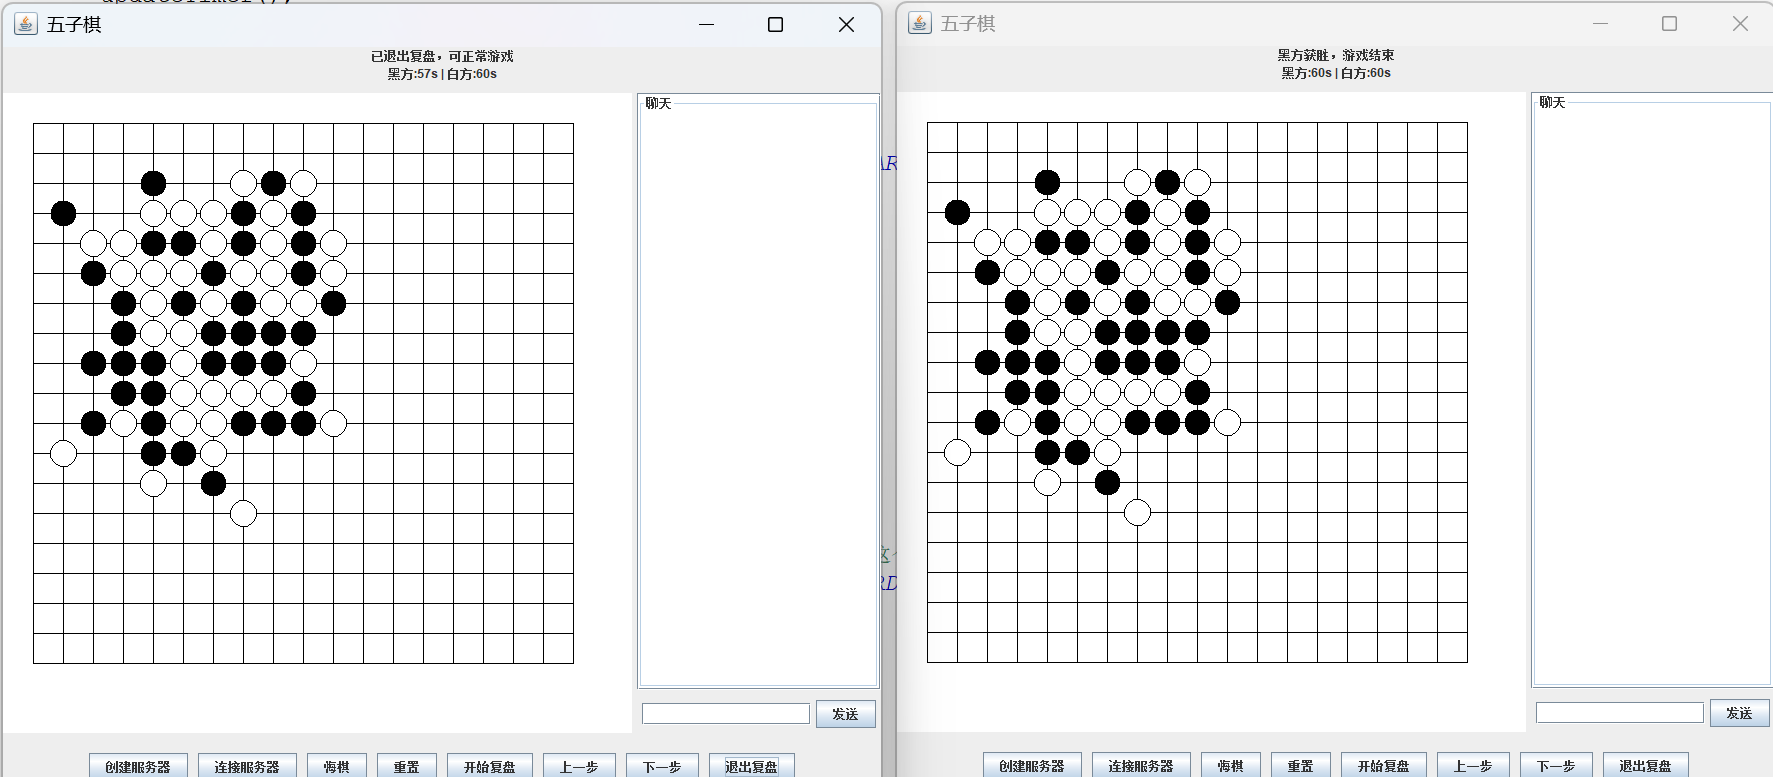 五子棋
已退出复盘，可正常游戏
黑方:57s | 白方:60s
聊天
发送
创建服务器 连接服务器 悔棋 重置 开始复盘 上一步 下一步 退出复盘
五子棋
黑方获胜，游戏结束
黑方:60s | 白方:60s
聊天
发送
创建服务器 连接服务器 悔棋 重置 开始复盘 上一步 下一步 退出复盘